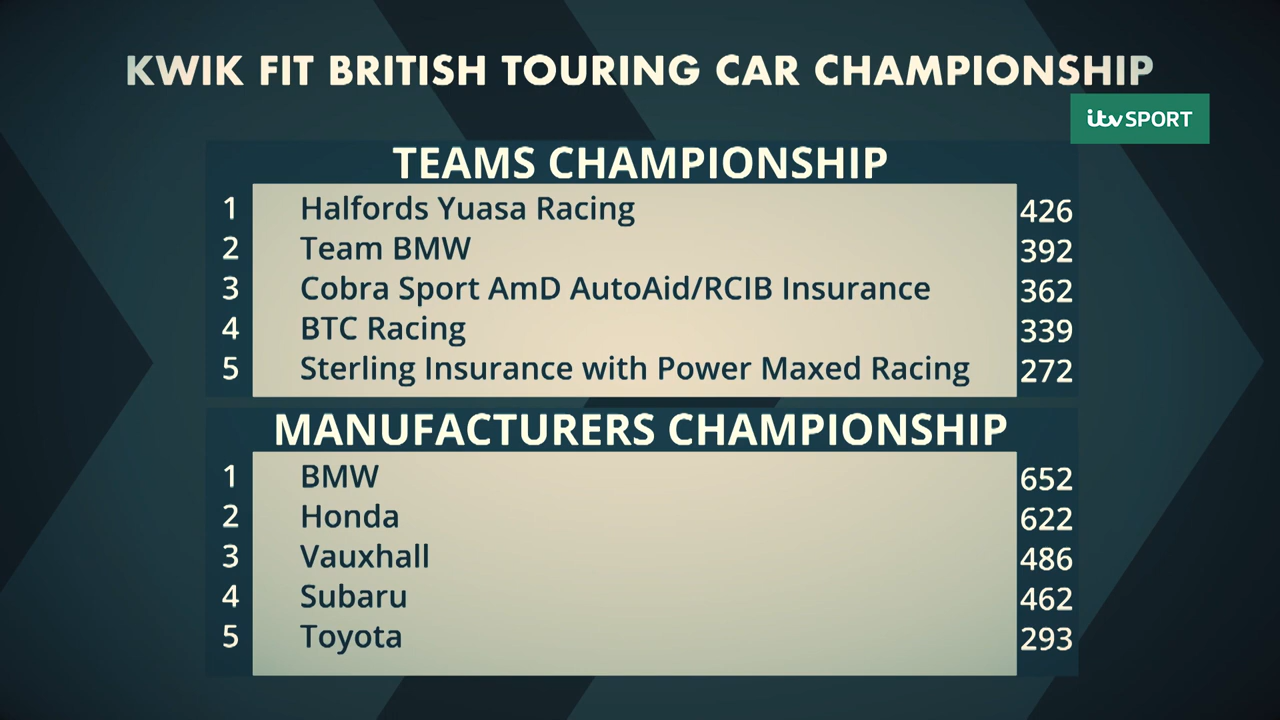 KWIK FIT BRITISH TOURING CAR CHAMPIONSHIP
itv SPORT
TEAMS CHAMPIONSHIP
1 Halfords Yuasa Racing 426
2 Team BMW 392
3 Cobra Sport AmD AutoAid/RCIB Insurance 362
4 BTC Racing 339
5 Sterling Insurance with Power Maxed Racing 272
MANUFACTURERS CHAMPIONSHIP
1 BMW 652
2 Honda 622
3 Vauxhall 486
4 Subaru 462
5 Toyota 293